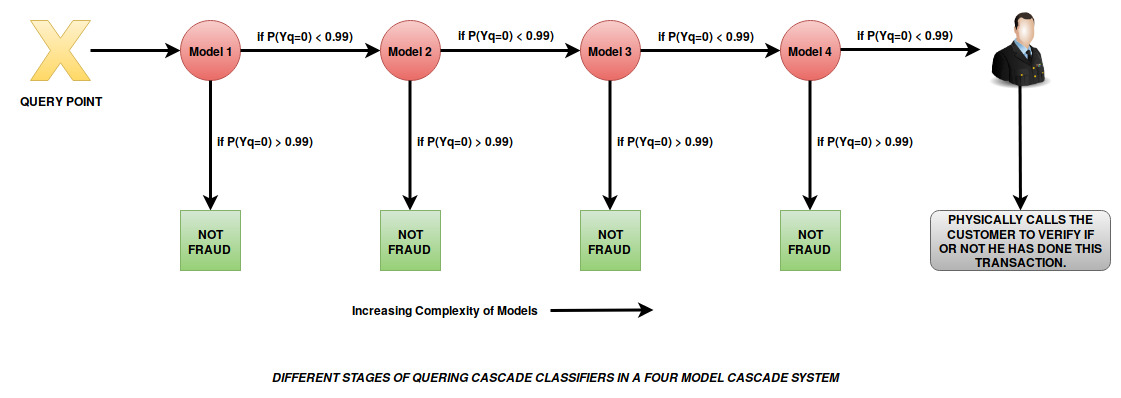 X
if P(Yq=0) < 0.99)
if P(Yq=0) < 0.99)
if P(Yq=0) < 0.99)
if P(Yq=0) < 0.99)
Model 1
Model 2
Model 3
Model 4
QUERY POINT
if P(Yq=0) > 0.99)
if P(Yq=0) > 0.99)
if P(Yq=0) > 0.99)
if P(Yq=0) > 0.99)
NOT
FRAUD
NOT
FRAUD
NOT
FRAUD
NOT
FRAUD
PHYSICALLY CALLS THE
CUSTOMER TO VERIFY IF
OR NOT HE HAS DONE THIS
TRANSACTION.
Increasing Complexity of Models
DIFFERENT STAGES OF QUERING CASCADE CLASSIFIERS IN A FOUR MODEL CASCADE SYSTEM